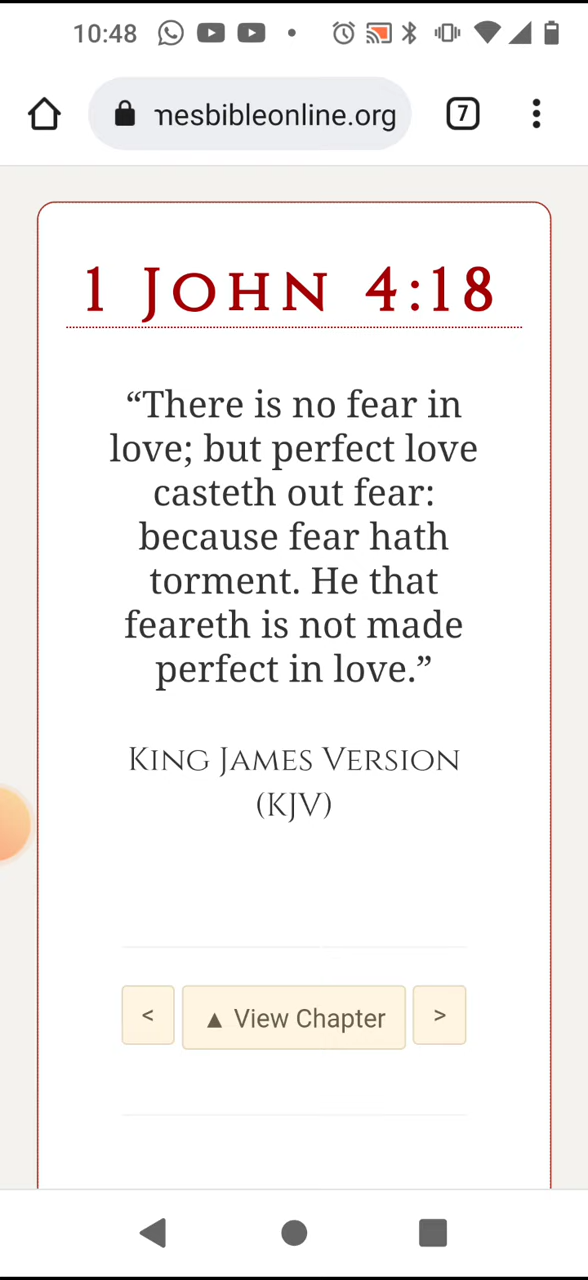 10:48
nesbibleonline.org
7
1 John 4:18
“There is no fear in
love; but perfect love
casteth out fear:
because fear hath
torment. He that
feareth is not made
perfect in love.”
King James Version
(KJV)
< ▲ View Chapter >